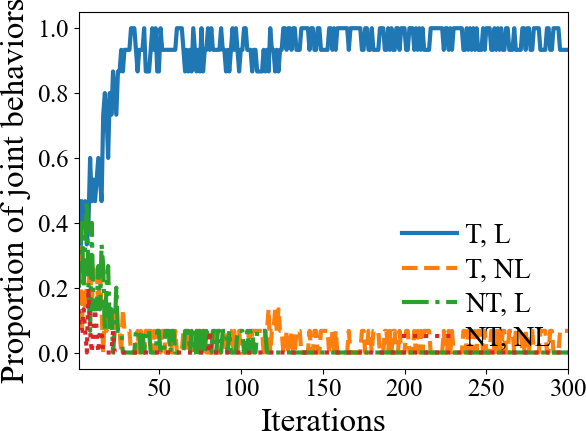 Proportion of joint behaviors
1.0
0.8
0.6
0.4
0.2
0.0
T, L
T, NL
NT, L
NT, NL
50 100 150 200 250 300
Iterations